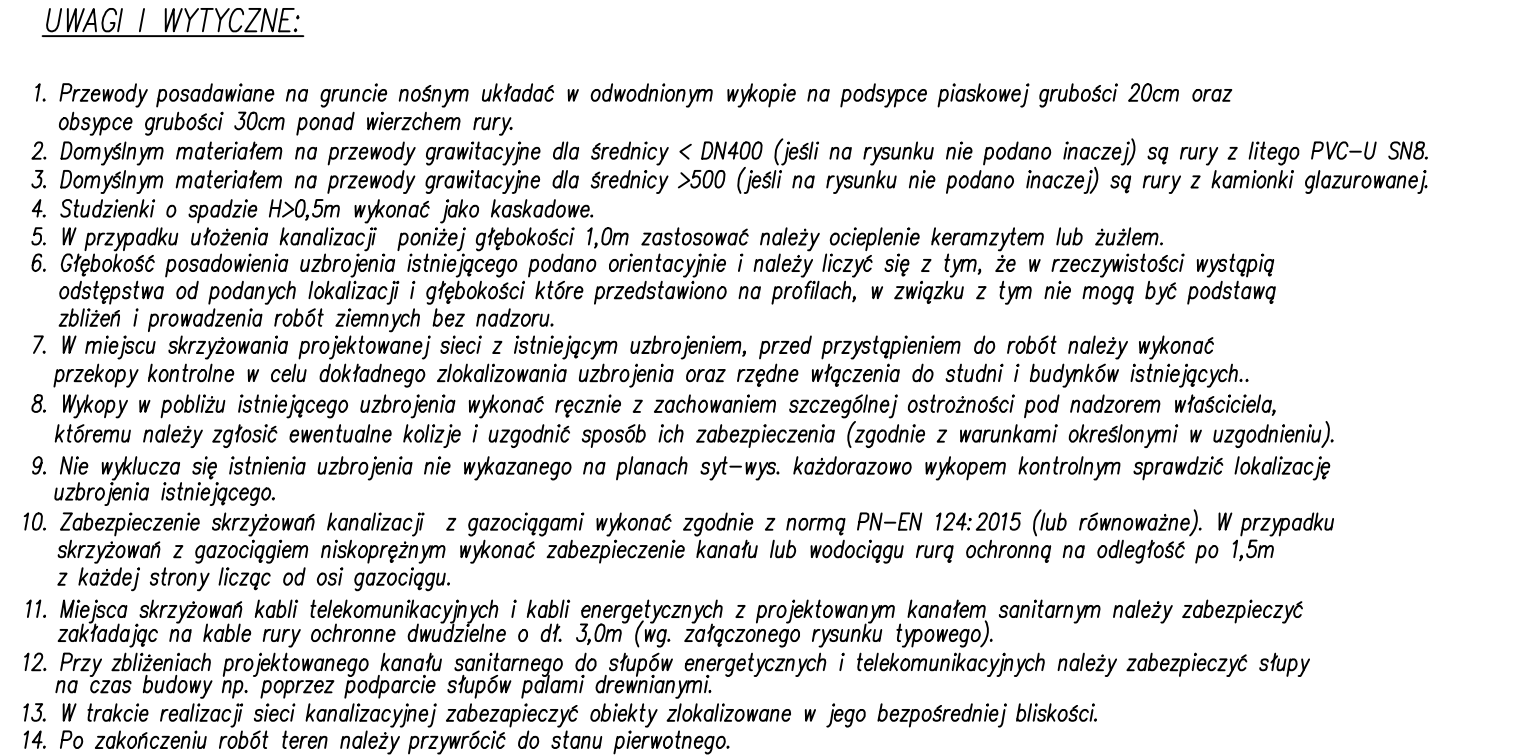 UWAGI I WYTYCZNE:
1. Przewody posadawiane na gruncie nośnym układać w odwodnionym wykopie na podsypce piaskowej grubości 20cm oraz
obsypce grubości 30cm ponad wierzchem rury.
2. Domyślnym materiałem na przewody grawitacyjne dla średnicy < DN400 (jeśli na rysunku nie podano inaczej) są rury z litego PVC-U SN8.
3. Domyślnym materiałem na przewody grawitacyjne dla średnicy >500 (jeśli na rysunku nie podano inaczej) są rury z kamionki glazurowanej.
4. Studzienki o spadzie H>0,5m wykonać jako kaskadowe.
5. W przypadku ułożenia kanalizacji poniżej głębokości 1,0m zastosować należy ocieplenie keramzytem lub żużlem.
6. Głębokość posadowienia uzbrojenia istniejącego podano orientacyjnie i należy liczyć się z tym, że w rzeczywistości wystąpią
odstępstwa od podanych lokalizacji i głębokości które przedstawiono na profilach, w związku z tym nie mogą być podstawą
zbliżeń i prowadzenia robót ziemnych bez nadzoru.
7. W miejscu skrzyżowania projektowanej sieci z istniejącym uzbrojeniem, przed przystąpieniem do robót należy wykonać
przekopy kontrolne w celu dokładnego zlokalizowania uzbrojenia oraz rzędne włączenia do studni i budynków istniejących..
8. Wykopy w pobliżu istniejącego uzbrojenia wykonać ręcznie z zachowaniem szczególnej ostrożności pod nadzorem właściciela,
któremu należy zgłosić ewentualne kolizje i uzgodnić sposób ich zabezpieczenia (zgodnie z warunkami określonymi w uzgodnieniu).
9. Nie wyklucza się istnienia uzbrojenia nie wykazanego na planach syt-wys. każdorazowo wykopem kontrolnym sprawdzić lokalizację
uzbrojenia istniejącego.
10. Zabezpieczenie skrzyżowań kanalizacji z gazociągami wykonać zgodnie z normą PN-EN 124:2015 (lub równoważne). W przypadku
skrzyżowań z gazociągiem niskoprężnym wykonać zabezpieczenie kanału lub wodociągu rurą ochronną na odległość po 1,5m
z każdej strony licząc od osi gazociągu.
11. Miejsca skrzyżowań kabli telekomunikacyjnych i kabli energetycznych z projektowanym kanałem sanitarnym należy zabezpieczyć
zakładając na kable rury ochronne dwudzielne o dł. 3,0m (wg. załączonego rysunku typowego).
12. Przy zbliżeniach projektowanego kanału sanitarnego do słupów energetycznych i telekomunikacyjnych należy zabezpieczyć słupy
na czas budowy np. poprzez podparcie słupów palami drewnianymi.
13. W trakcie realizacji sieci kanalizacyjnej zabezapieczyć obiekty zlokalizowane w jego bezpośredniej bliskości.
14. Po zakończeniu robót teren należy przywrócić do stanu pierwotnego.